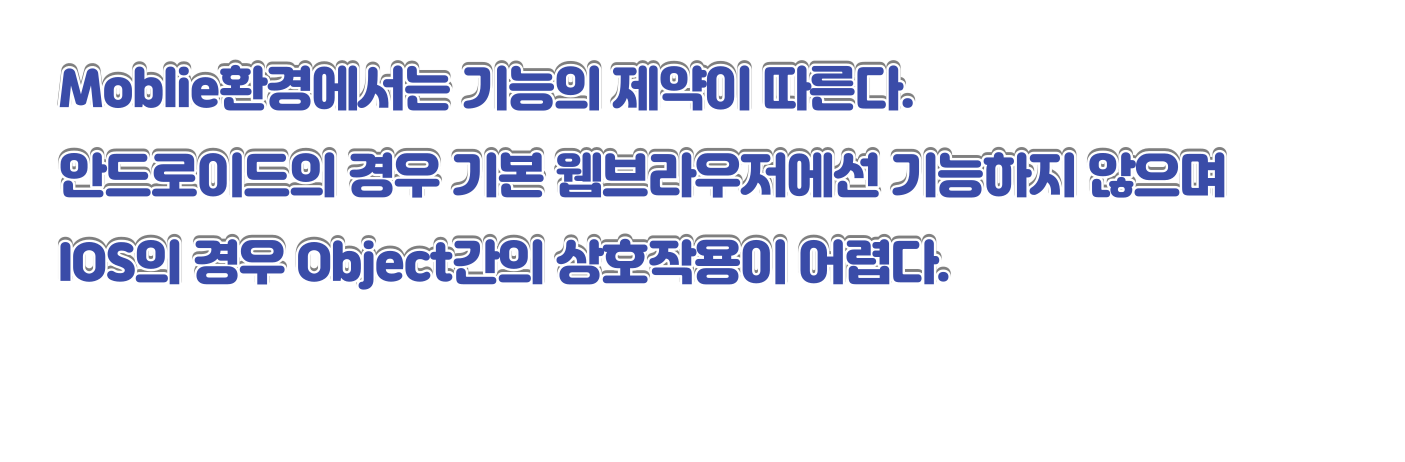 Moblie환경에서는 기능의 제약이 따른다.
안드로이드의 경우 기본 웹브라우저에선 기능하지 않으며
IOS의 경우 Object간의 상호작용이 어렵다.